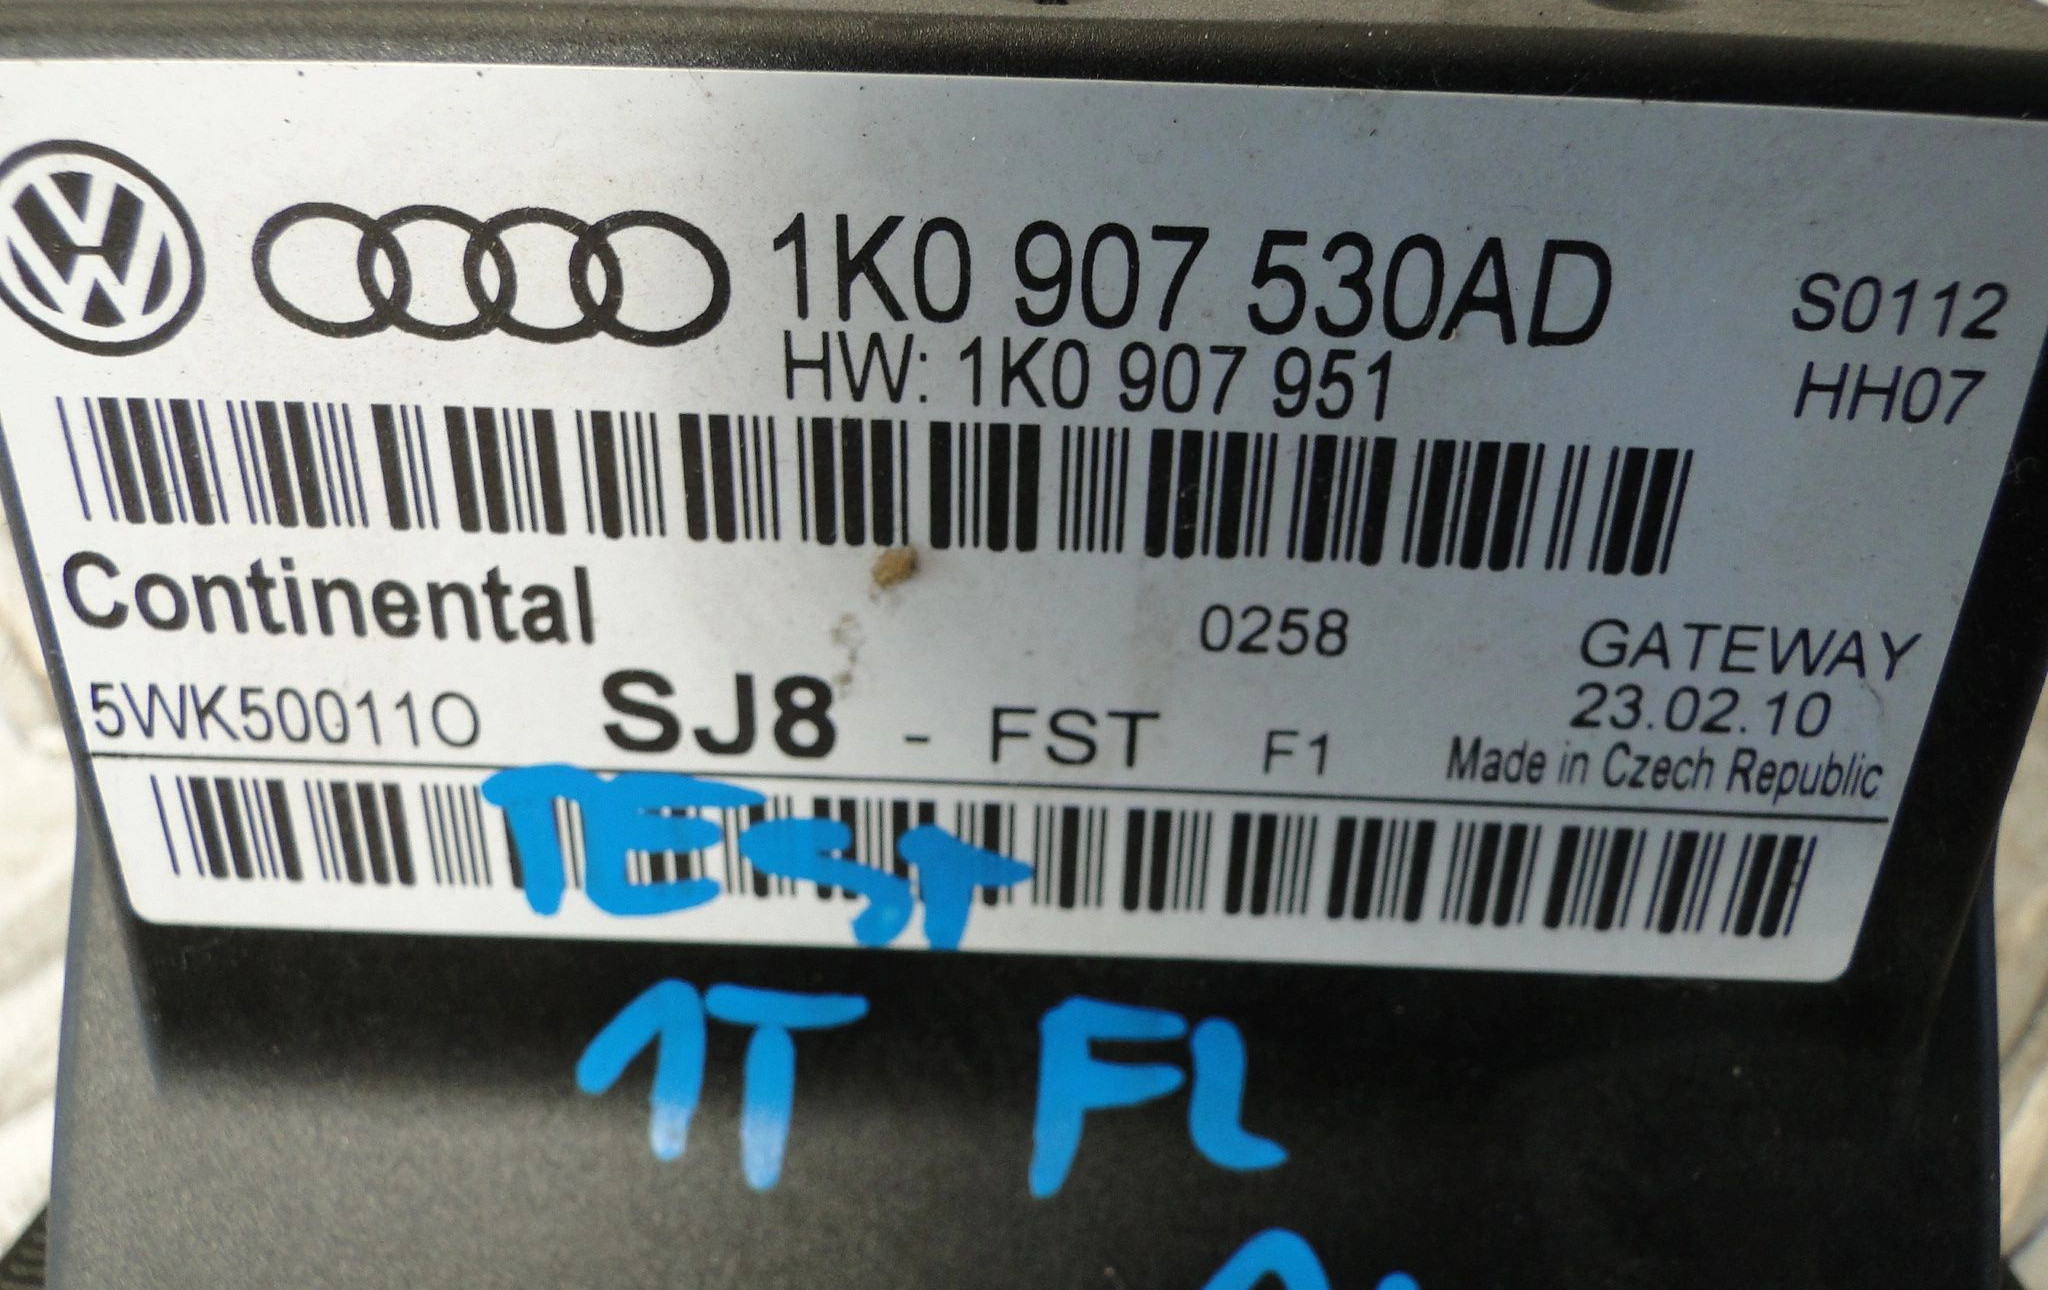 1K0 907 530AD
S0112
HW: 1K0 907 951
HH07
Continental
0258
GATEWAY
5WK50011O
SJ8 - FST F1
23.02.10
Made in Czech Republic
TEST
1T FL